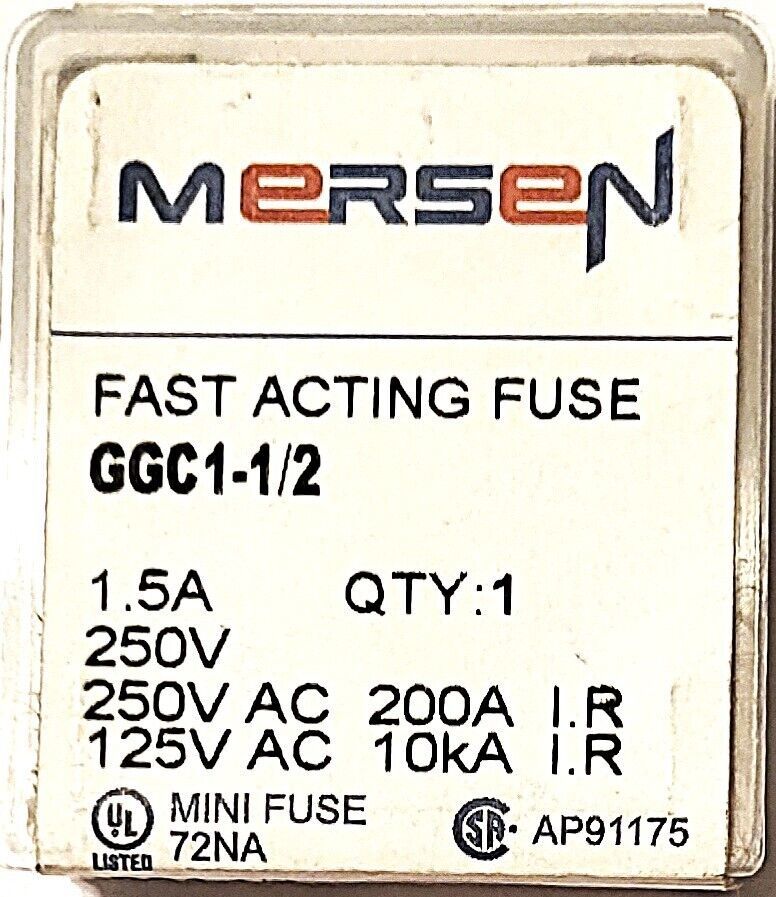 MERSEN
FAST ACTING FUSE
GGC1-1/2
1.5A QTY:1
250V
250V AC 200A I.R
125V AC 10kA I.R
UL LISTED MINI FUSE 72NA
SA AP91175